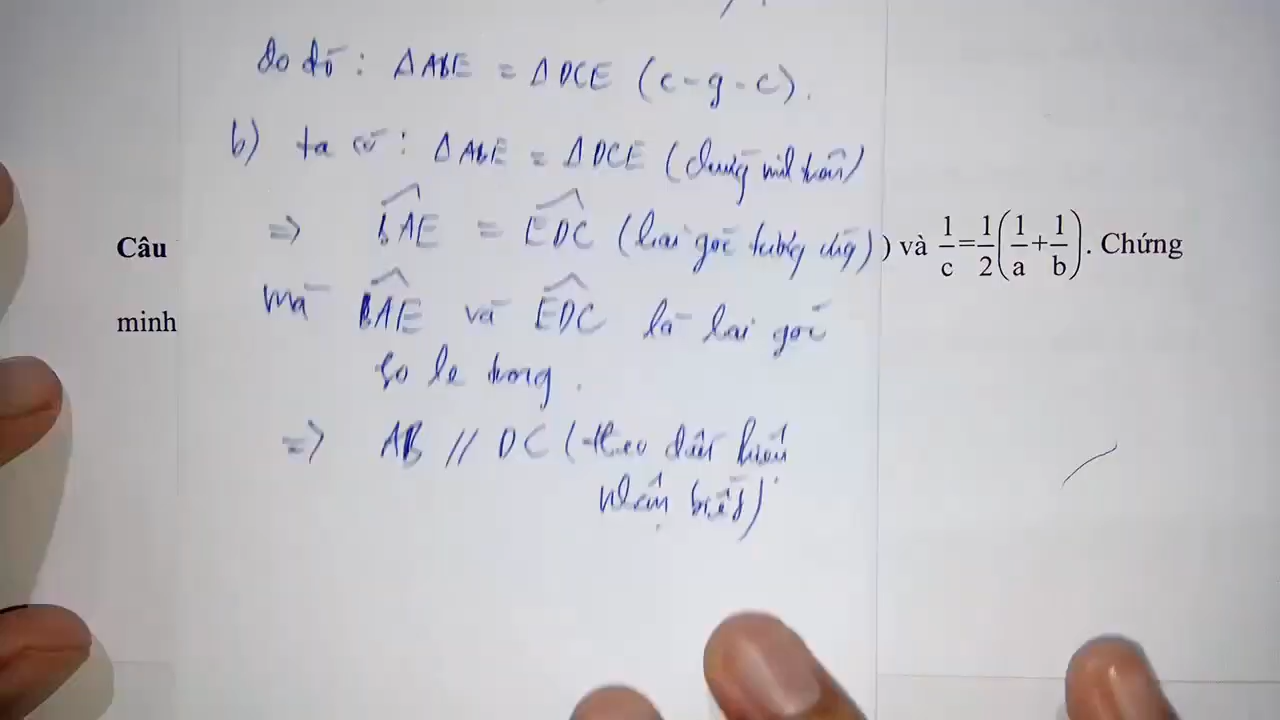 do đó : ΔABE = ΔDCE (c-g-c).
b) ta có : ΔABE = ΔDCE (chứng minh trên)
=> BAE = EDC (hai góc tương ứng)
Câu ) và 1/c=1/2(1/a+1/b). Chứng
mà BAE và EDC là hai góc
minh
so le trong .
=> AB // DC (theo dấu hiệu
nhận biết)